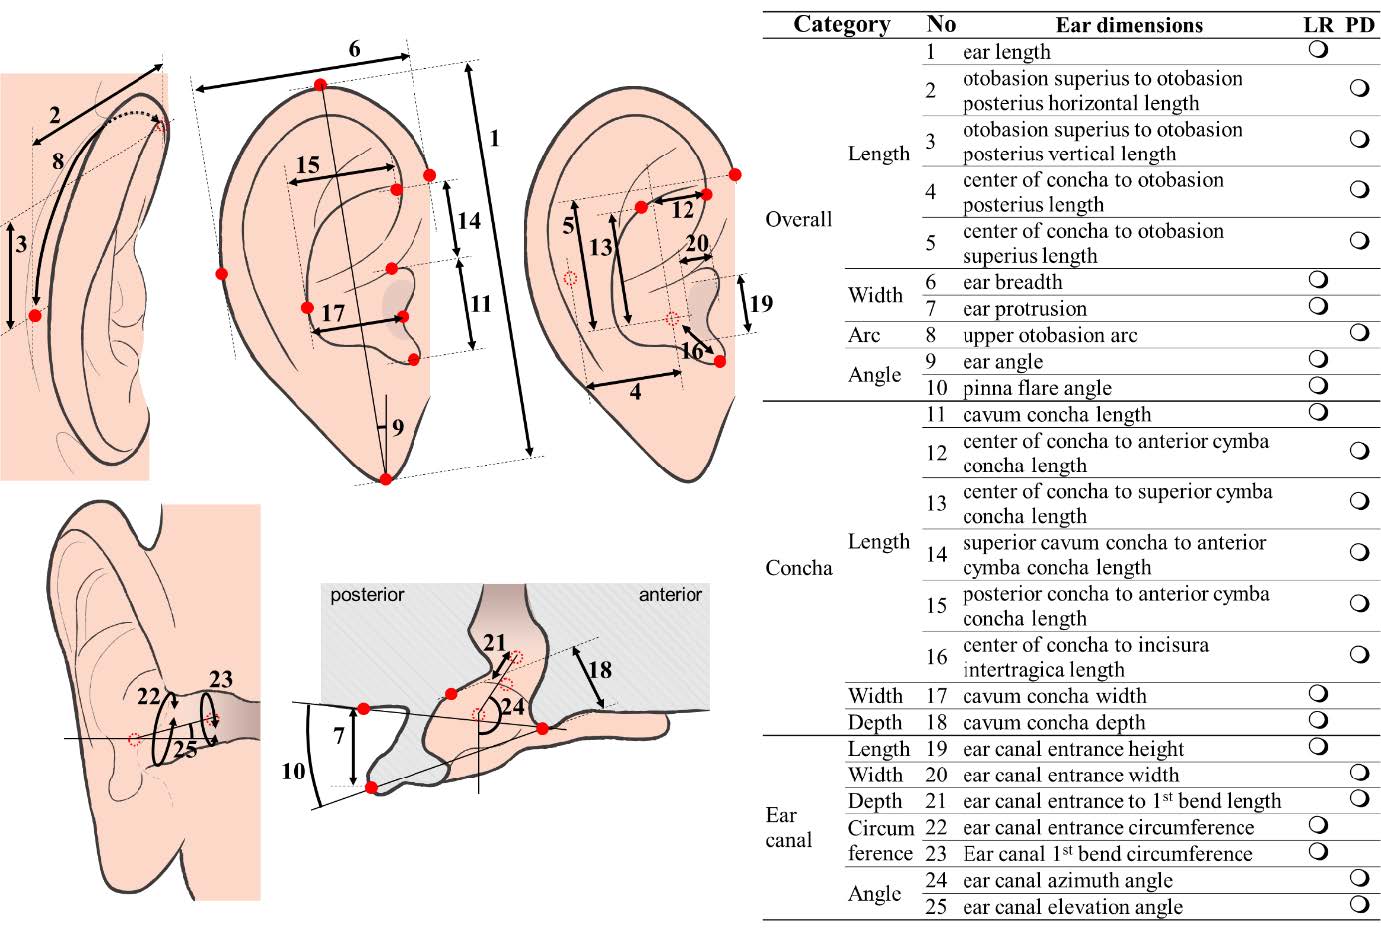 6
1
2
8
3
15
14
17
11
9
5
12
13
20
19
16
4
22
23
25
posterior
anterior
21
18
24
7
10
Category No Ear dimensions LR PD
Overall
Length
1 ear length ❍
2 otobasion superius to otobasion
posterius horizontal length ❍
3 otobasion superius to otobasion
posterius vertical length ❍
4 center of concha to otobasion
posterius length ❍
5 center of concha to otobasion
superius length ❍
Width
6 ear breadth ❍
7 ear protrusion ❍
Arc 8 upper otobasion arc ❍
Angle
9 ear angle ❍
10 pinna flare angle ❍
Concha
Length
11 cavum concha length ❍
12 center of concha to anterior cymba
concha length ❍
13 center of concha to superior cymba
concha length ❍
14 superior cavum concha to anterior
cymba concha length ❍
15 posterior concha to anterior cymba
concha length ❍
16 center of concha to incisura
intertragica length ❍
Width 17 cavum concha width ❍
Depth 18 cavum concha depth ❍
Ear
canal
Length 19 ear canal entrance height ❍
Width 20 ear canal entrance width ❍
Depth 21 ear canal entrance to 1st bend length ❍
Circum 22 ear canal entrance circumference ❍
ference 23 Ear canal 1st bend circumference ❍
Angle
24 ear canal azimuth angle ❍
25 ear canal elevation angle ❍